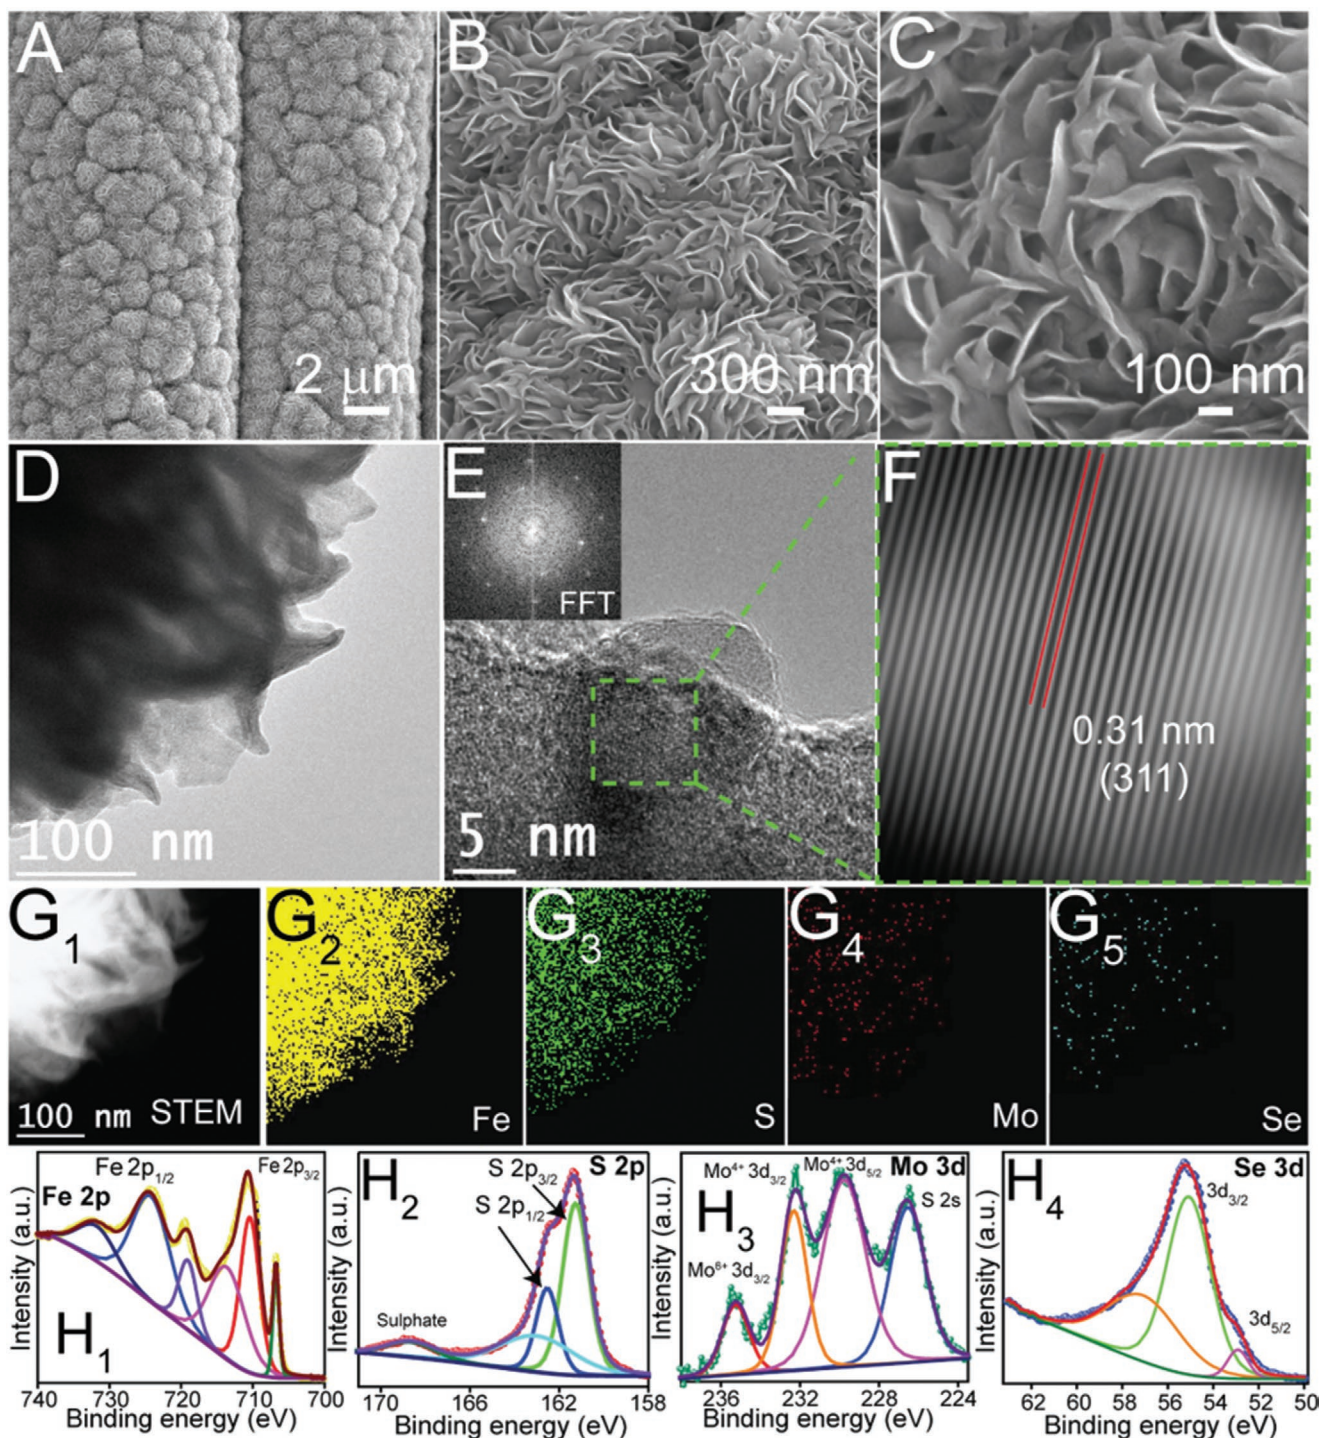 A
2 μm
B
300 nm
C
100 nm
D
100 nm
E
FFT
5 nm
F
0.31 nm
(311)
G1
100 nm STEM
G2
Fe
G3
S
G4
Mo
G5
Se
Fe 2p
Fe 2p1/2
Fe 2p3/2
H1
Intensity (a.u.)
740 730 720 710 700
Binding energy (eV)
H2
S 2p
S 2p3/2
S 2p1/2
Sulphate
Intensity (a.u.)
170 166 162 158
Binding energy (eV)
Mo 3d
Mo4+ 3d3/2
Mo4+ 3d5/2
S 2s
H3
Mo6+ 3d3/2
Intensity (a.u.)
235 232 229 226 224
Binding energy (eV)
H4
Se 3d
3d3/2
3d5/2
Intensity (a.u.)
62 60 58 56 54 52 50
Binding energy (eV)